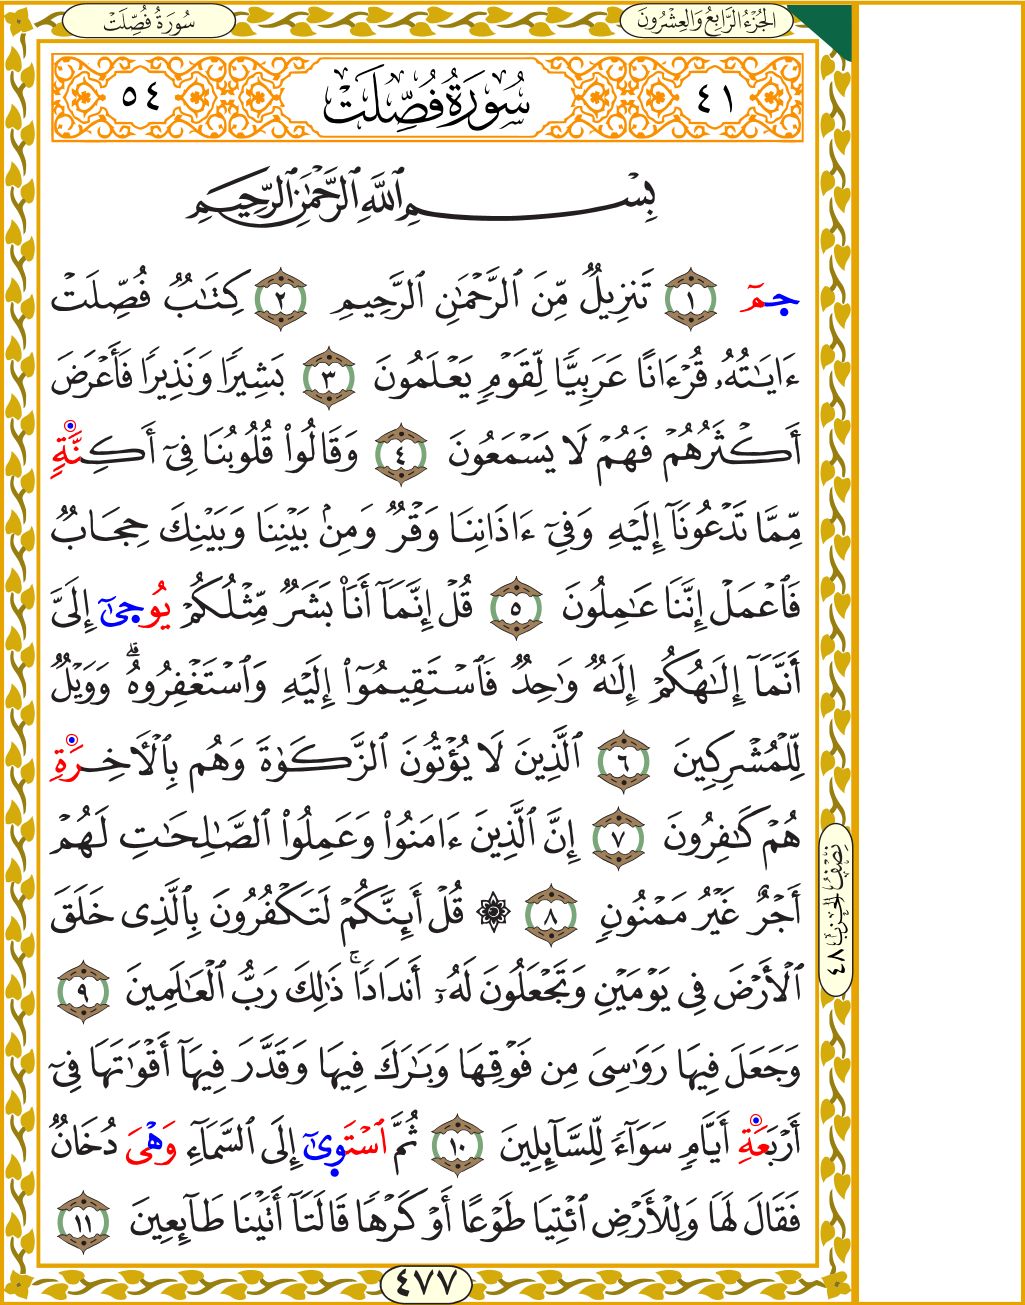 سُورَةُ فُصِّلَتْ
الجُزْءُ الرَّابِعُ وَالعِشْرُونَ
٤١ سُورَةُ فُصِّلَتْ ٥٤
بِسْمِ ٱللَّهِ ٱلرَّحْمَٰنِ ٱلرَّحِيمِ
حمٓ ١ تَنزِيلٌ مِّنَ ٱلرَّحْمَٰنِ ٱلرَّحِيمِ ٢ كِتَٰبٌ فُصِّلَتْ
ءَايَٰتُهُۥ قُرْءَانًا عَرَبِيًّا لِّقَوْمٍ يَعْلَمُونَ ٣ بَشِيرًا وَنَذِيرًا فَأَعْرَضَ
أَكْثَرُهُمْ فَهُمْ لَا يَسْمَعُونَ ٤ وَقَالُوا۟ قُلُوبُنَا فِىٓ أَكِنَّةٍ
مِّمَّا تَدْعُونَآ إِلَيْهِ وَفِىٓ ءَاذَانِنَا وَقْرٌ وَمِنۢ بَيْنِنَا وَبَيْنِكَ حِجَابٌ
فَٱعْمَلْ إِنَّنَا عَٰمِلُونَ ٥ قُلْ إِنَّمَآ أَنَا۠ بَشَرٌ مِّثْلُكُمْ يُوحَىٰٓ إِلَىَّ
أَنَّمَآ إِلَٰهُكُمْ إِلَٰهٌ وَٰحِدٌ فَٱسْتَقِيمُوٓا۟ إِلَيْهِ وَٱسْتَغْفِرُوهُ ۗ وَوَيْلٌ
لِّلْمُشْرِكِينَ ٦ ٱلَّذِينَ لَا يُؤْتُونَ ٱلزَّكَوٰةَ وَهُم بِٱلْأَخِرَةِ
هُمْ كَٰفِرُونَ ٧ إِنَّ ٱلَّذِينَ ءَامَنُوا۟ وَعَمِلُوا۟ ٱلصَّٰلِحَٰتِ لَهُمْ
أَجْرٌ غَيْرُ مَمْنُونٍ ٨ ۞ قُلْ أَئِنَّكُمْ لَتَكْفُرُونَ بِٱلَّذِى خَلَقَ
ٱلْأَرْضَ فِى يَوْمَيْنِ وَتَجْعَلُونَ لَهُۥٓ أَندَادًا ۚ ذَٰلِكَ رَبُّ ٱلْعَٰلَمِينَ ٩
وَجَعَلَ فِيهَا رَوَٰسِىَ مِن فَوْقِهَا وَبَٰرَكَ فِيهَا وَقَدَّرَ فِيهَآ أَقْوَٰتَهَا فِىٓ
أَرْبَعَةِ أَيَّامٍ سَوَآءً لِّلسَّآئِلِينَ ١٠ ثُمَّ ٱسْتَوَىٰٓ إِلَى ٱلسَّمَآءِ وَهْىَ دُخَانٌ
فَقَالَ لَهَا وَلِلْأَرْضِ ٱئْتِيَا طَوْعًا أَوْ كَرْهًا قَالَتَآ أَتَيْنَا طَآئِعِينَ ١١
نِصْفُ الحِزْبِ ٤٨
٤٧٧